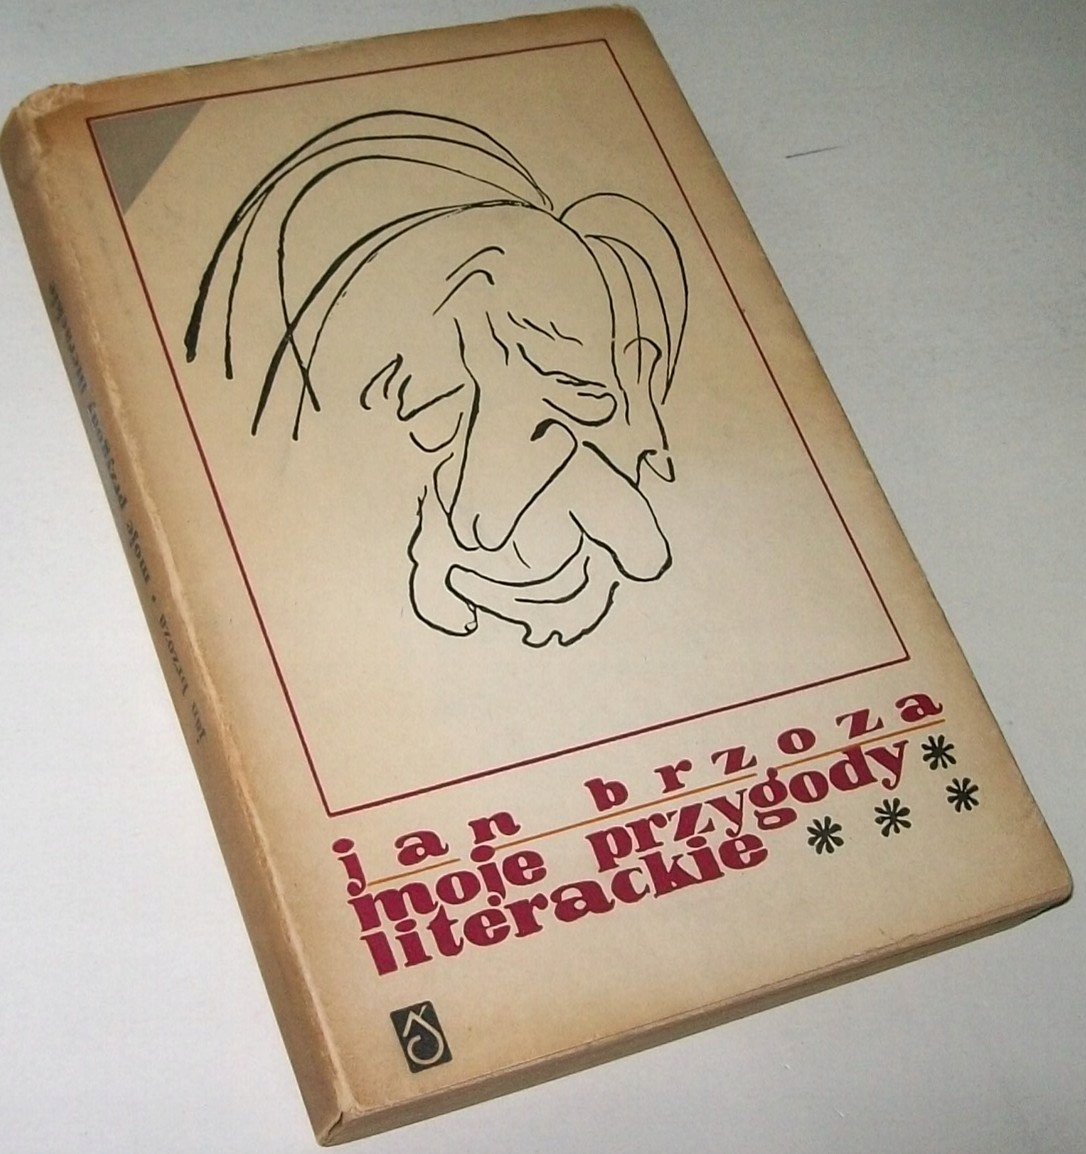 jan brzoza
moje przygody *
literackie * * *
jan brzoza • moje przygody literackie